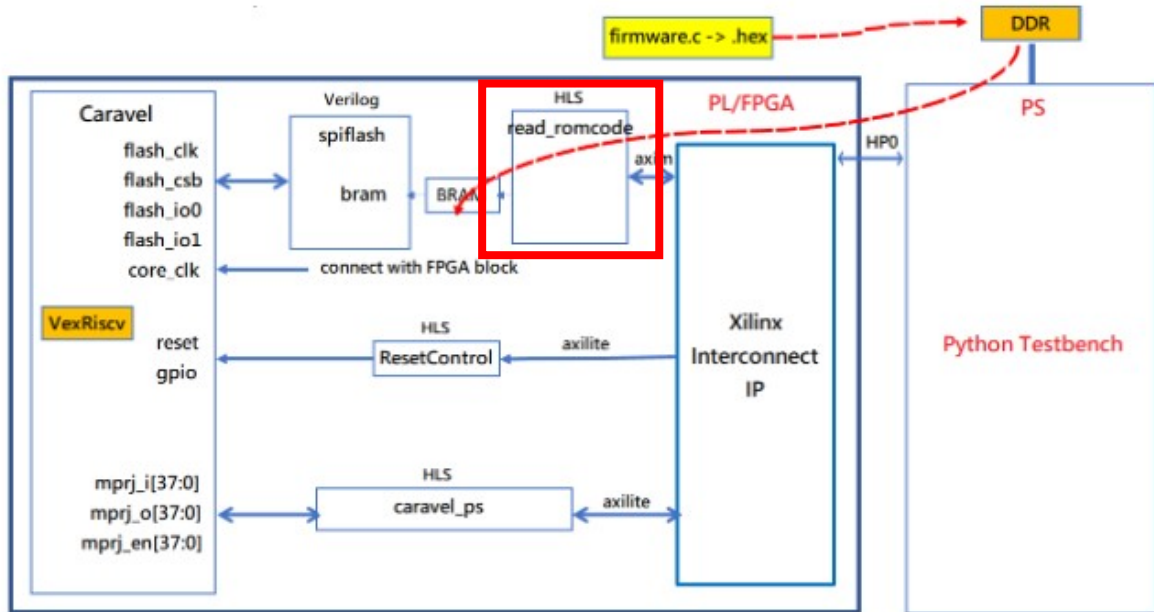 firmware.c -> .hex
DDR
Caravel
flash_clk
flash_csb
flash_io0
flash_io1
core_clk
VexRiscv
reset
gpio
mprj_i[37:0]
mprj_o[37:0]
mprj_en[37:0]
Verilog
spiflash
bram
BRAM
HLS
read_romcode
axim
connect with FPGA block
HLS
ResetControl
axilite
HLS
caravel_ps
axilite
PL/FPGA
Xilinx
Interconnect
IP
HP0
PS
Python Testbench